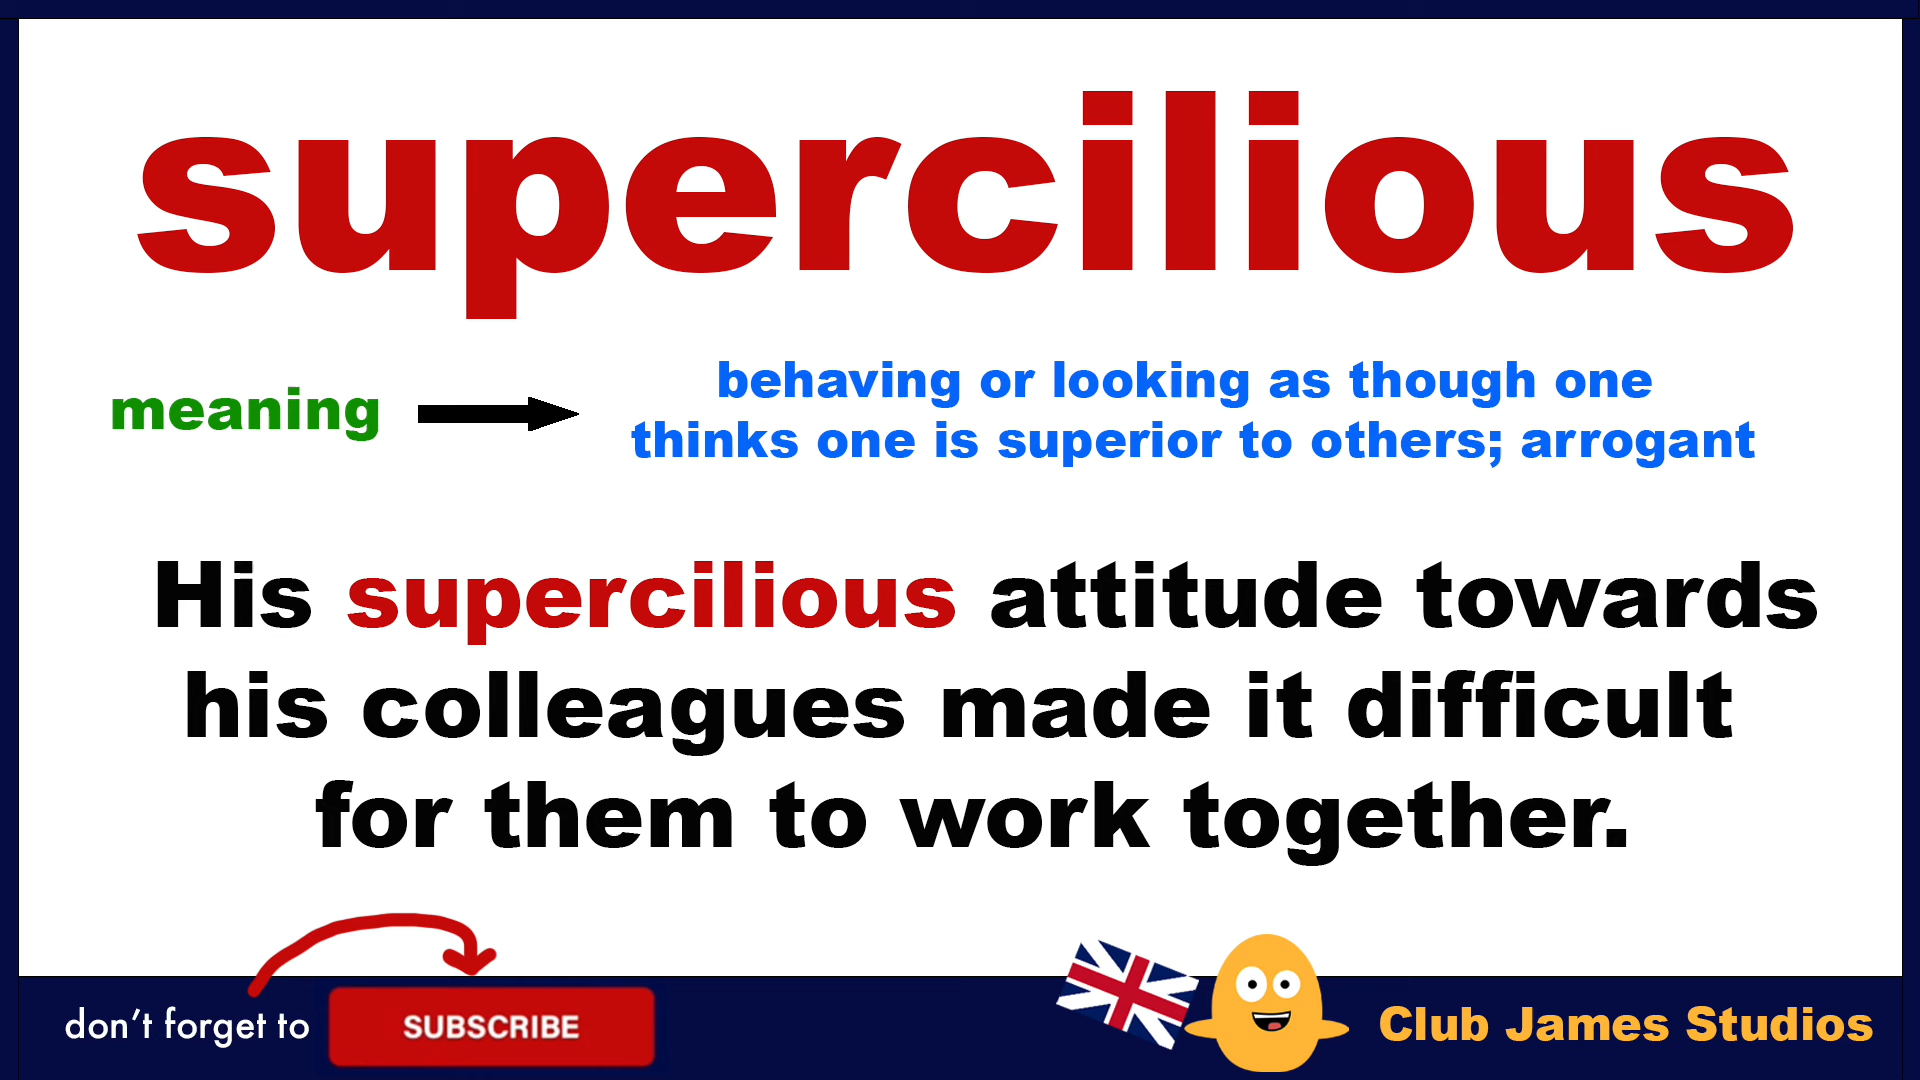 supercilious
meaning
behaving or looking as though one
thinks one is superior to others; arrogant
His supercilious attitude towards
his colleagues made it difficult
for them to work together.
don't forget to
SUBSCRIBE
Club James Studios